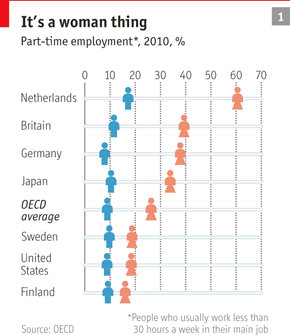 It's a woman thing
1
Part-time employment*, 2010, %
0 10 20 30 40 50 60 70
Netherlands
Britain
Germany
Japan
OECD
average
Sweden
United
States
Finland
*People who usually work less than
Source: OECD 30 hours a week in their main job